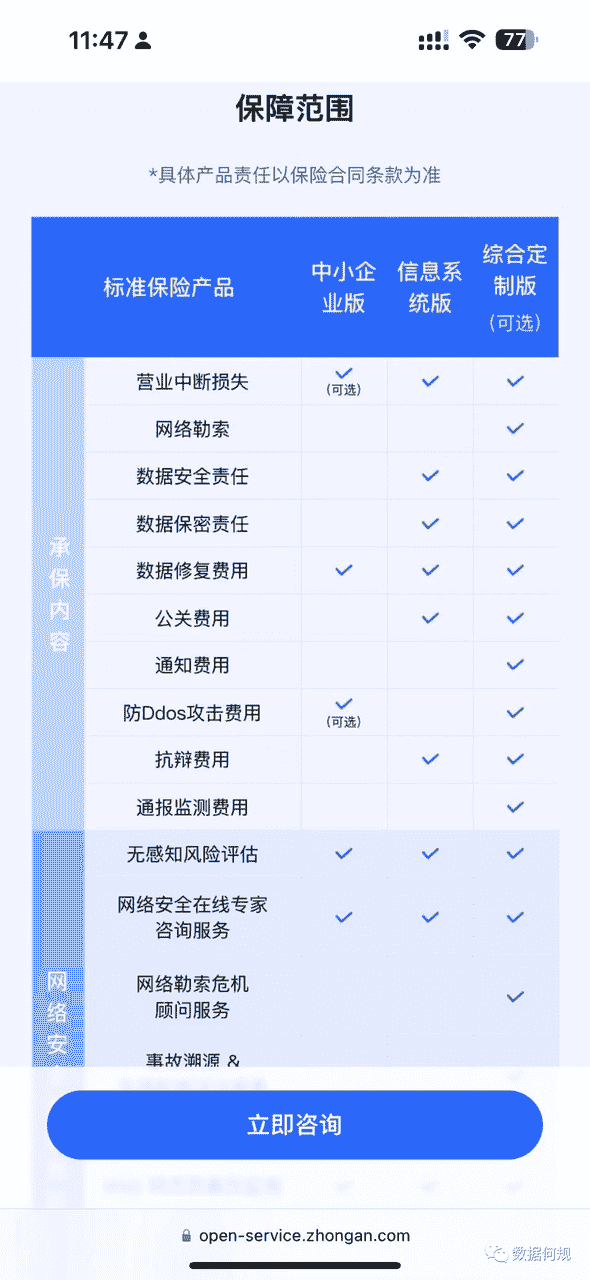 11:47
77
保障范围
*具体产品责任以保险合同条款为准
标准保险产品
中小企
业版
信息系
统版
综合定
制版
(可选)
承保内容
营业中断损失
(可选)
网络勒索
数据安全责任
数据保密责任
数据修复费用
公关费用
通知费用
防Ddos攻击费用
(可选)
抗辩费用
通报监测费用
网络安
无感知风险评估
网络安全在线专家
咨询服务
网络勒索危机
顾问服务
事故溯源 &
立即咨询
open-service.zhongan.com
数据何规